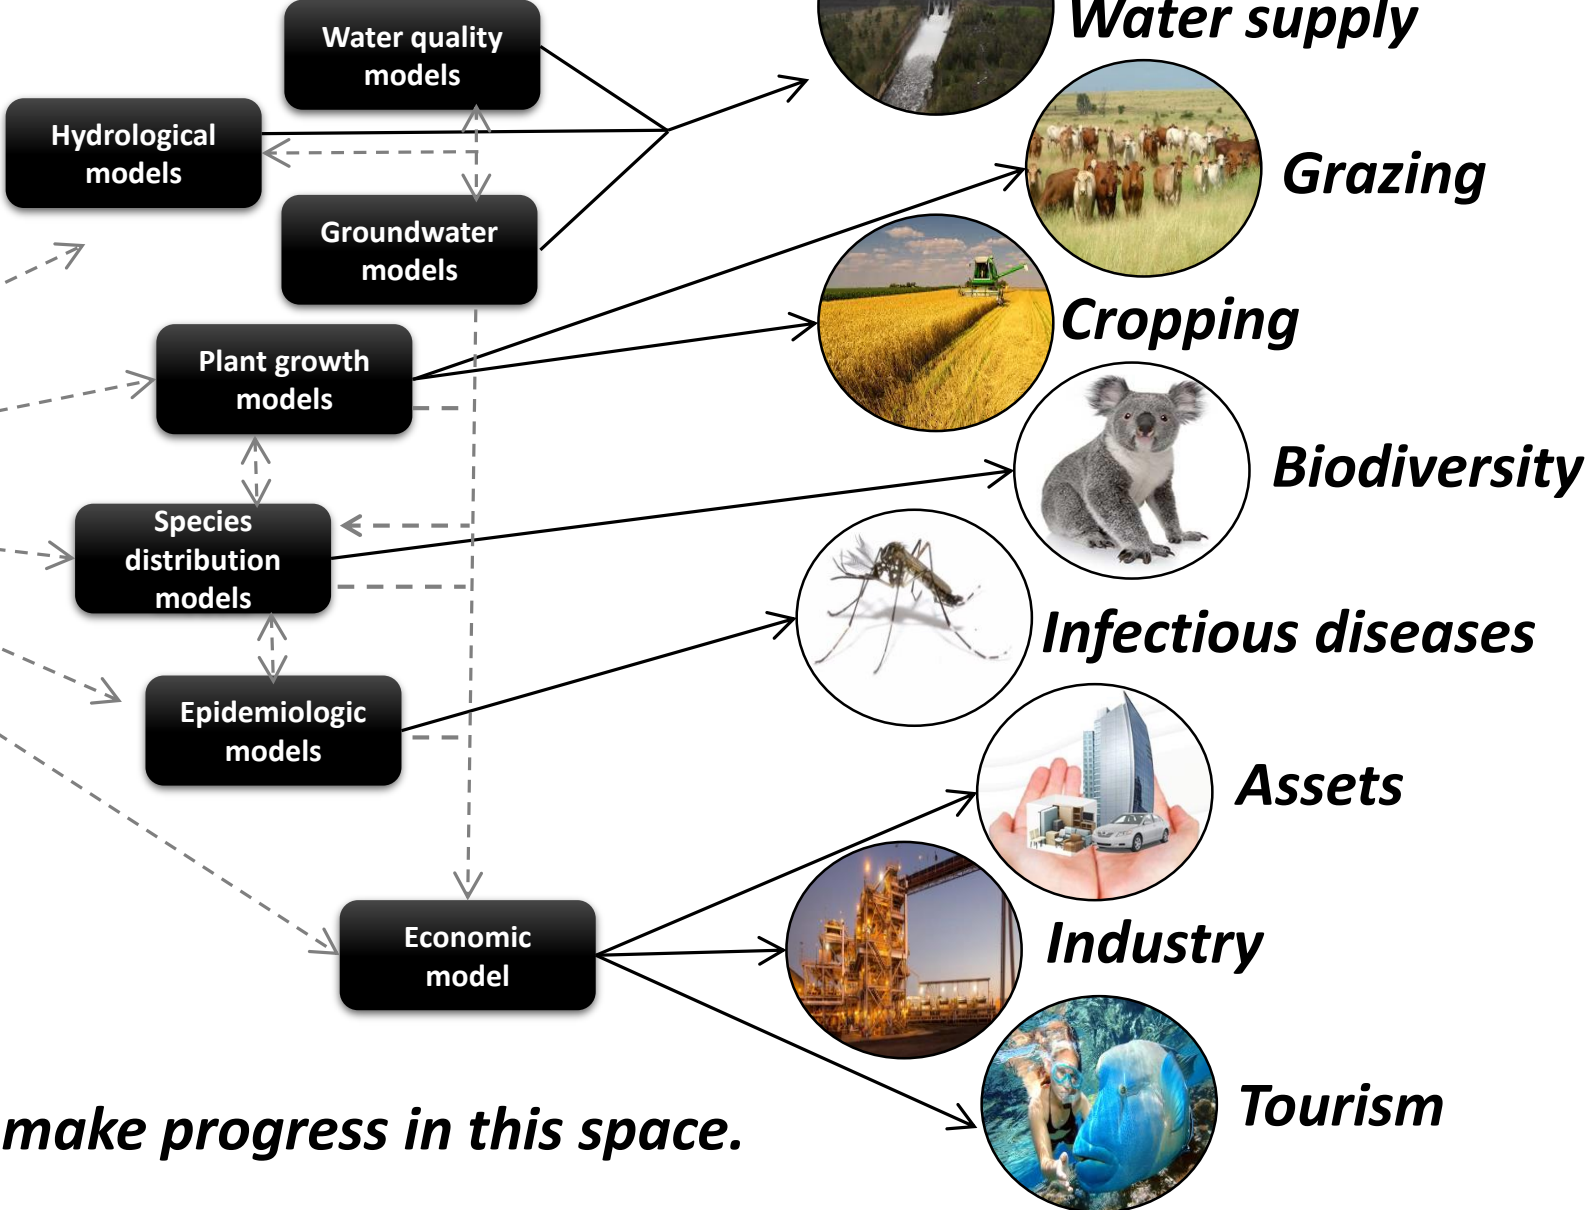 Water supply
Water quality
models
Hydrological
models
Grazing
Groundwater
models
Cropping
Plant growth
models
Biodiversity
Species
distribution
models
Infectious diseases
Epidemiologic
models
Assets
Economic
model
Industry
Tourism
make progress in this space.